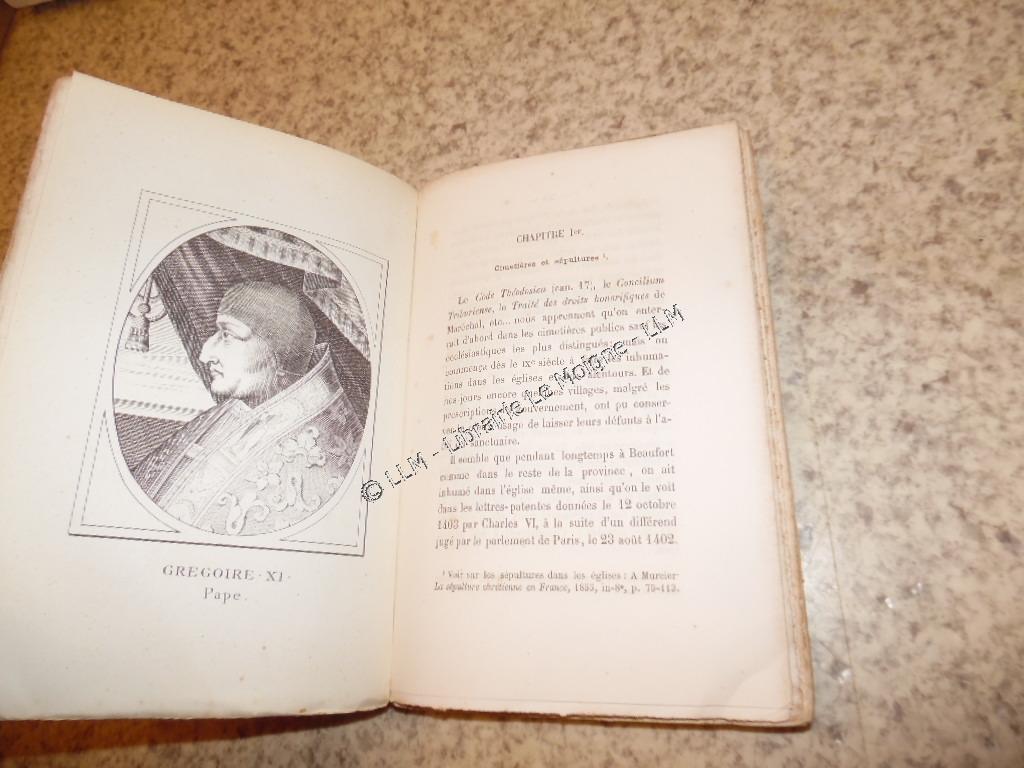 GREGOIRE · XI ·
Pape.
CHAPITRE Ier.
Cimetières et sépultures ¹.
Le Code Théodosien (can. 17), le Concilium
Triburiense, le Traité des droits honorifiques de
Maréchal, etc... nous apprennent qu'on enter-
rait d'abord dans les cimetières publics
ecclésiastiques les plus distingués; mais on
commença dès le IXe siècle à inhuma-
tions dans les églises et
nos jours encore villages, malgré les
gouvernement, ont pu conser-
usage de laisser leurs défunts à l'a-
sanctuaire.
Il semble que pendant longtemps à Beaufort
comme dans le reste de la province, on ait
inhumé dans l'église même, ainsi qu'on le voit
dans les lettres-patentes données le 12 octobre
1403 par Charles VI, à la suite d'un différend
jugé par le parlement de Paris, le 23 août 1402.
¹ Voir sur les sépultures dans les églises : A Murcier
La sépulture chrétienne en France, 1855, in-8°, p. 75-113.
© LLM - Librairie Le Moigne - LLM